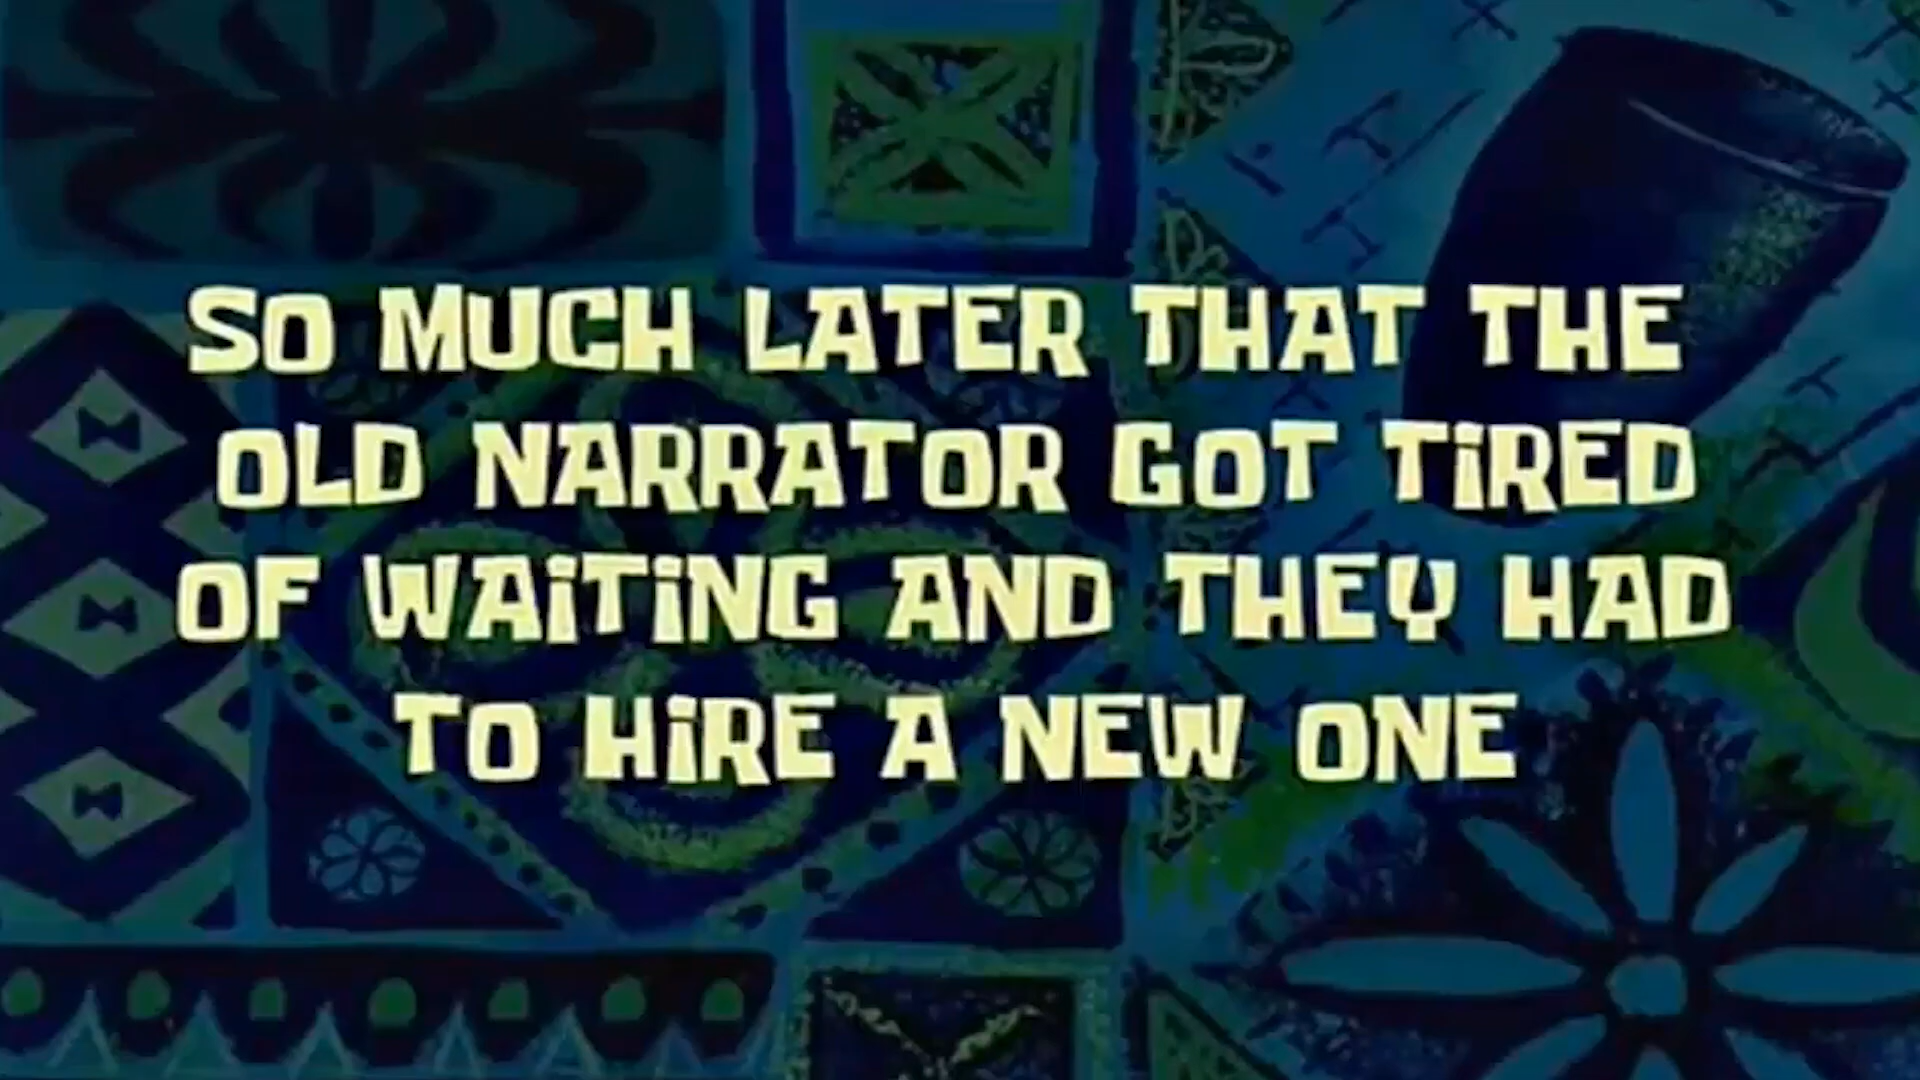 SO MUCH LATER THAT THE
OLD NARRATOR GOT TIRED
OF WAITING AND THEY HAD
TO HIRE A NEW ONE